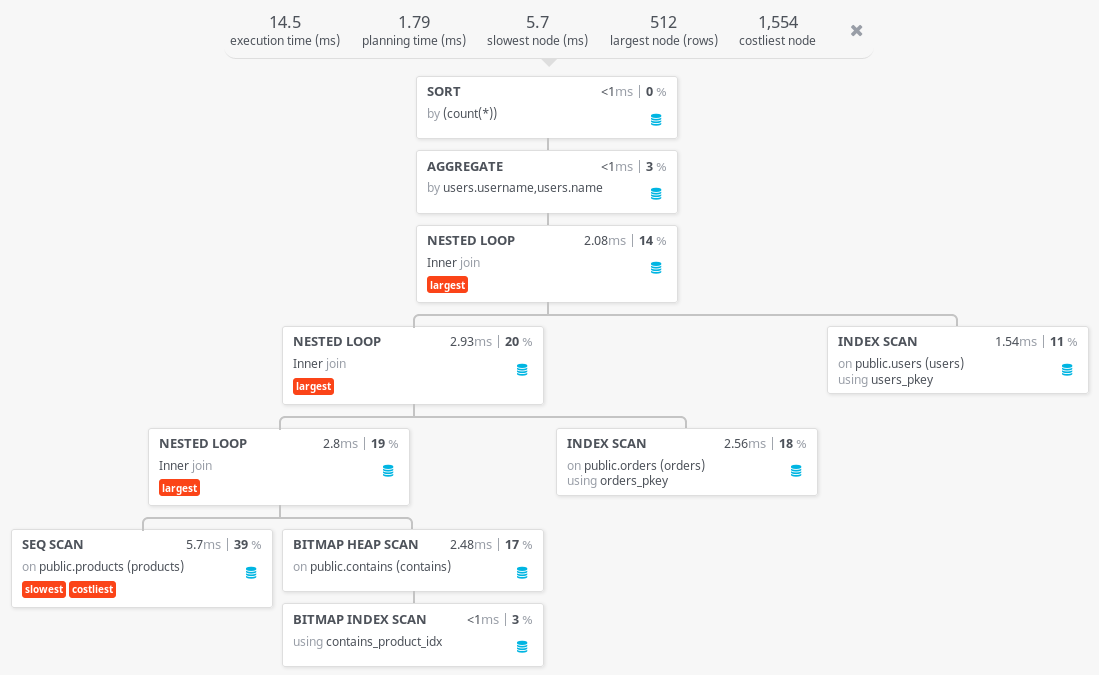 14.5 1.79 5.7 512 1,554
execution time (ms) planning time (ms) slowest node (ms) largest node (rows) costliest node
SORT <1ms | 0 %
by (count(*))
AGGREGATE <1ms | 3 %
by users.username,users.name
NESTED LOOP 2.08ms | 14 %
Inner join
largest
NESTED LOOP 2.93ms | 20 %
Inner join
largest
INDEX SCAN 1.54ms | 11 %
on public.users (users)
using users_pkey
NESTED LOOP 2.8ms | 19 %
Inner join
largest
INDEX SCAN 2.56ms | 18 %
on public.orders (orders)
using orders_pkey
SEQ SCAN 5.7ms | 39 %
on public.products (products)
slowest costliest
BITMAP HEAP SCAN 2.48ms | 17 %
on public.contains (contains)
BITMAP INDEX SCAN <1ms | 3 %
using contains_product_idx